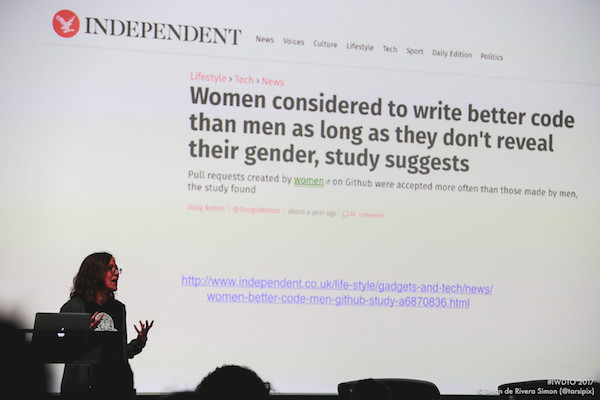 INDEPENDENT
News Voices Culture Lifestyle Tech Sport Daily Edition Politics
Lifestyle › Tech › News
Women considered to write better code
than men as long as they don't reveal
their gender, study suggests
Pull requests created by women on Github were accepted more often than those made by men,
the study found
Doug Bolton | @DougieBolton | about a year ago | comments
http://www.independent.co.uk/life-style/gadgets-and-tech/news/
women-better-code-men-github-study-a6870836.html
#IWDTO 2017
de Rivera Simon (@tarsipix)